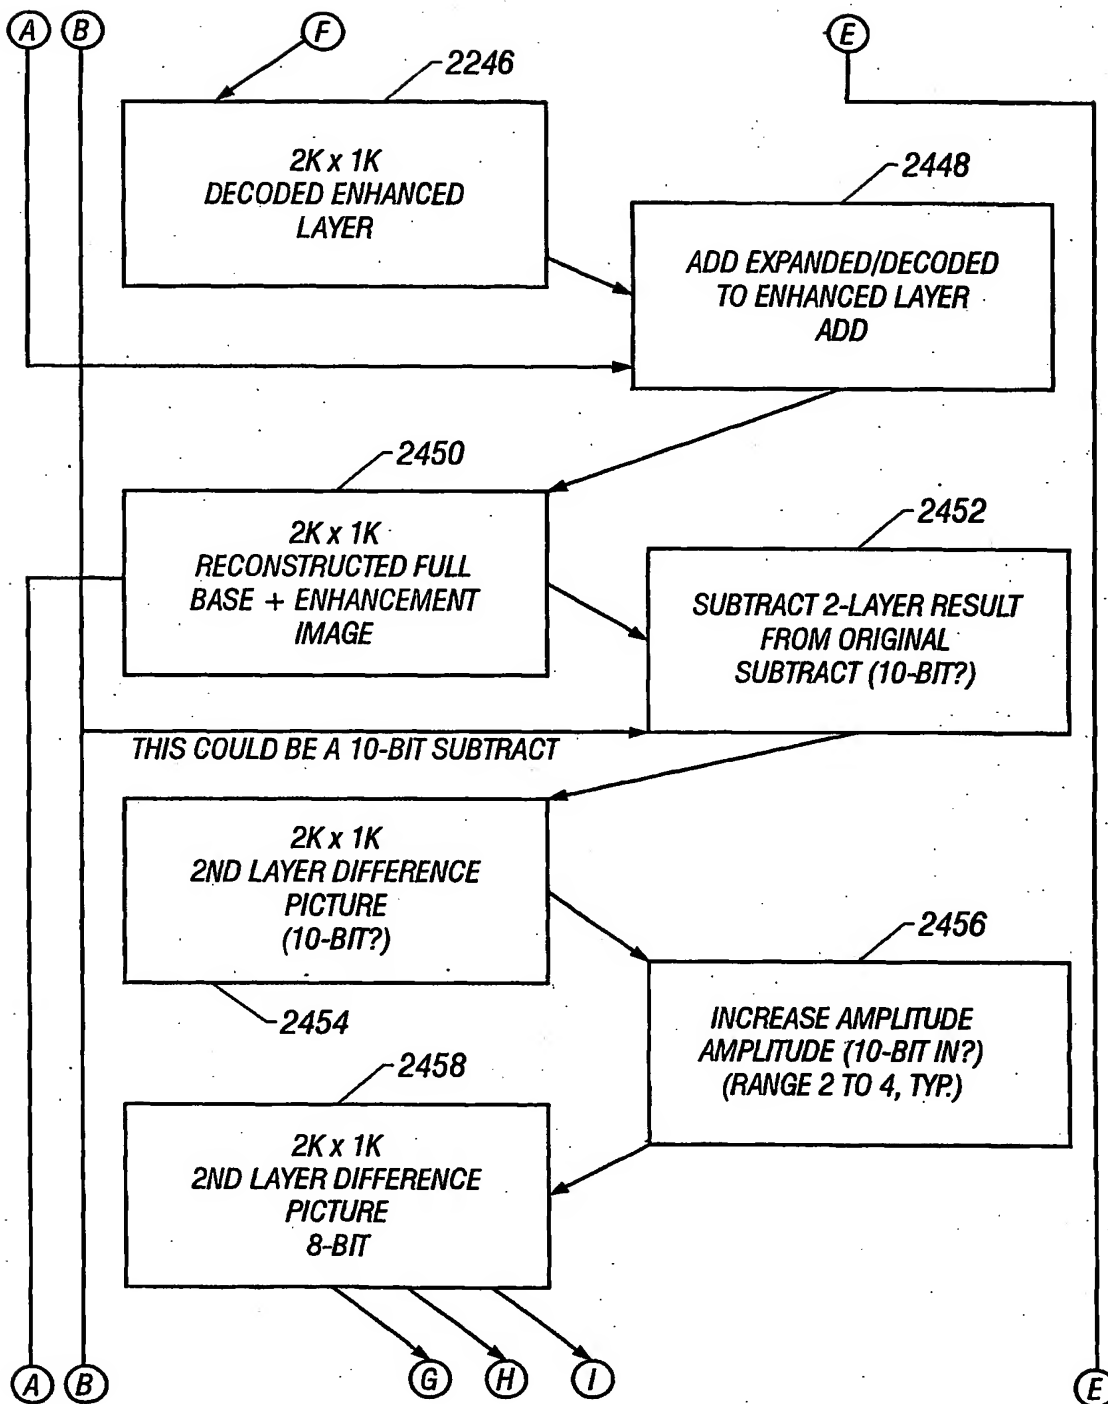 A B F E
2246
2K x 1K
DECODED ENHANCED
LAYER
2448
ADD EXPANDED/DECODED
TO ENHANCED LAYER
ADD
2450
2K x 1K
RECONSTRUCTED FULL
BASE + ENHANCEMENT
IMAGE
2452
SUBTRACT 2-LAYER RESULT
FROM ORIGINAL
SUBTRACT (10-BIT?)
THIS COULD BE A 10-BIT SUBTRACT
2K x 1K
2ND LAYER DIFFERENCE
PICTURE
(10-BIT?)
2454
2456
INCREASE AMPLITUDE
AMPLITUDE (10-BIT IN?)
(RANGE 2 TO 4, TYP.)
2458
2K x 1K
2ND LAYER DIFFERENCE
PICTURE
8-BIT
A B G H I E